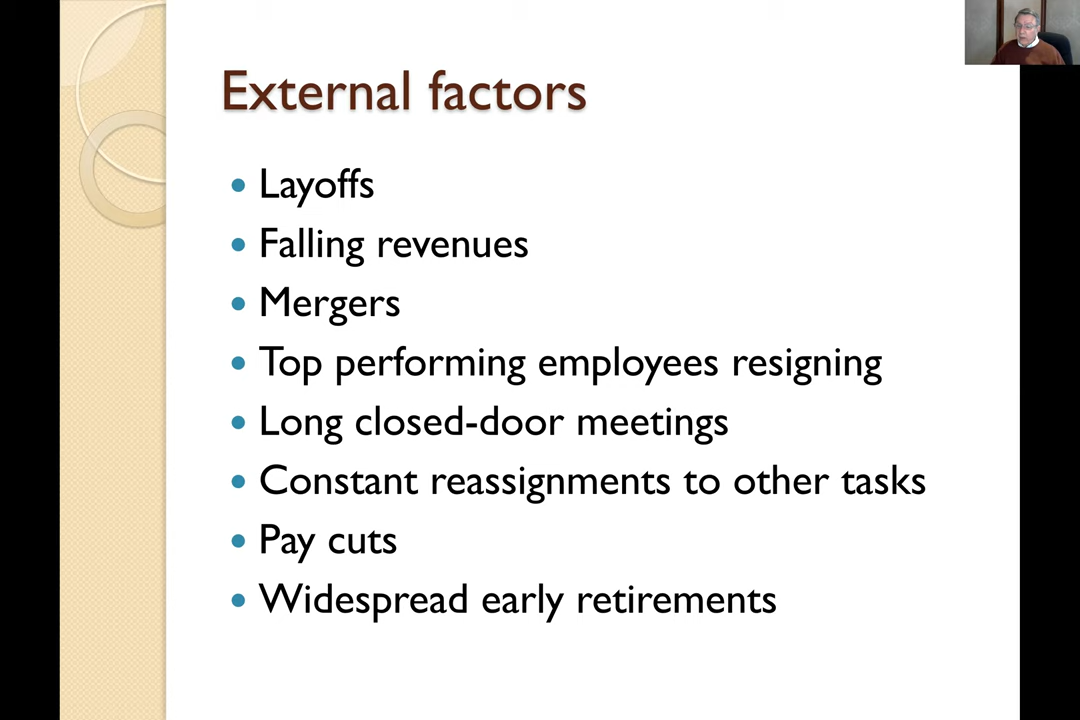 External factors
Layoffs
Falling revenues
Mergers
Top performing employees resigning
Long closed-door meetings
Constant reassignments to other tasks
Pay cuts
Widespread early retirements